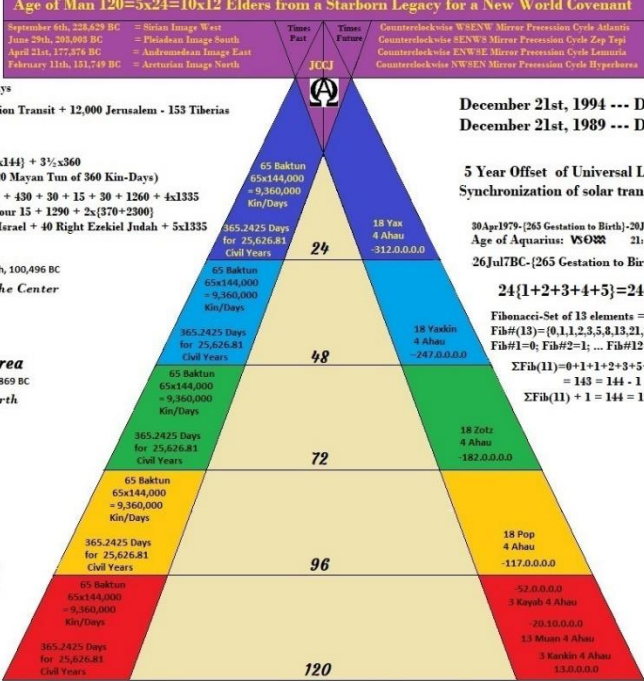 Age of Man 120=5x24=10x12 Elders from a Starborn Legacy for a New World Covenant
September 6th, 228,629 BC = Sirian Image West
June 29th, 203,003 BC = Pleiadean Image South
April 21st, 177,376 BC = Andromedean Image East
February 11th, 151,749 BC = Arcturian Image North
Times Past
Times Future
Counterclockwise WSENW Mirror Precession Cycle Atlantis
Counterclockwise SENWS Mirror Precession Cycle Zep Tepi
Counterclockwise ENWSE Mirror Precession Cycle Lemuria
Counterclockwise NWSEN Mirror Precession Cycle Hyperborea
JCCJ
ΑΩ
ys
ion Transit + 12,000 Jerusalem - 153 Tiberias
x144} + 3½x360
0 Mayan Tun of 360 Kin-Days)
+ 430 + 30 + 15 + 30 + 1260 + 4x1335
our 15 + 1290 + 2x{370+2300}
Israel + 40 Right Ezekiel Judah + 5x1335
h, 100,496 BC
he Center
rea
869 BC
rth
December 21st, 1994 --- D
December 21st, 1989 --- D
5 Year Offset of Universal L
Synchronization of solar tran
30Apr1979-{265 Gestation to Birth}-20J
Age of Aquarius:
21:
26Jul7BC-{265 Gestation to Bir
24{1+2+3+4+5}=24
Fibonacci-Set of 13 elements =
Fib#(13)={0,1,1,2,3,5,8,13,21,
Fib#1=0; Fib#2=1; ... Fib#12
ΣFib(11)=0+1+1+2+3+5+
= 143 = 144 - 1
ΣFib(11) + 1 = 144 = 1
65 Baktun
65x144,000
= 9,360,000
Kin/Days
365.2425 Days
for 25,626.81
Civil Years
24
18 Yax
4 Ahau
-312.0.0.0.0
65 Baktun
65x144,000
= 9,360,000
Kin/Days
365.2425 Days
for 25,626.81
Civil Years
48
18 Yaxkin
4 Ahau
-247.0.0.0.0
65 Baktun
65x144,000
= 9,360,000
Kin/Days
365.2425 Days
for 25,626.81
Civil Years
72
18 Zotz
4 Ahau
-182.0.0.0.0
65 Baktun
65x144,000
= 9,360,000
Kin/Days
365.2425 Days
for 25,626.81
Civil Years
96
18 Pop
4 Ahau
-117.0.0.0.0
65 Baktun
65x144,000
= 9,360,000
Kin/Days
365.2425 Days
for 25,626.81
Civil Years
120
-52.0.0.0.0
3 Kayab 4 Ahau
-20.10.0.0.0
13 Muan 4 Ahau
3 Kankin 4 Ahau
13.0.0.0.0